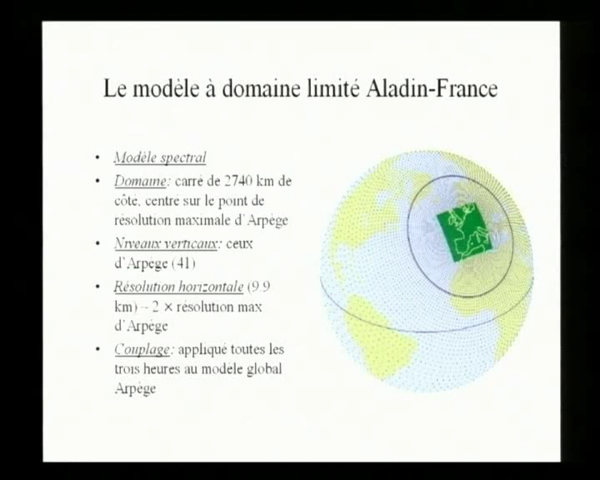 Le modèle à domaine limité Aladin-France
• Modèle spectral
• Domaine: carré de 2740 km de
côté, centré sur le point de
résolution maximale d'Arpège
• Niveaux verticaux: ceux
d'Arpège (41)
• Résolution horizontale (9.9
km) ~ 2 × résolution max
d'Arpège
• Couplage: appliqué toutes les
trois heures au modèle global
Arpège